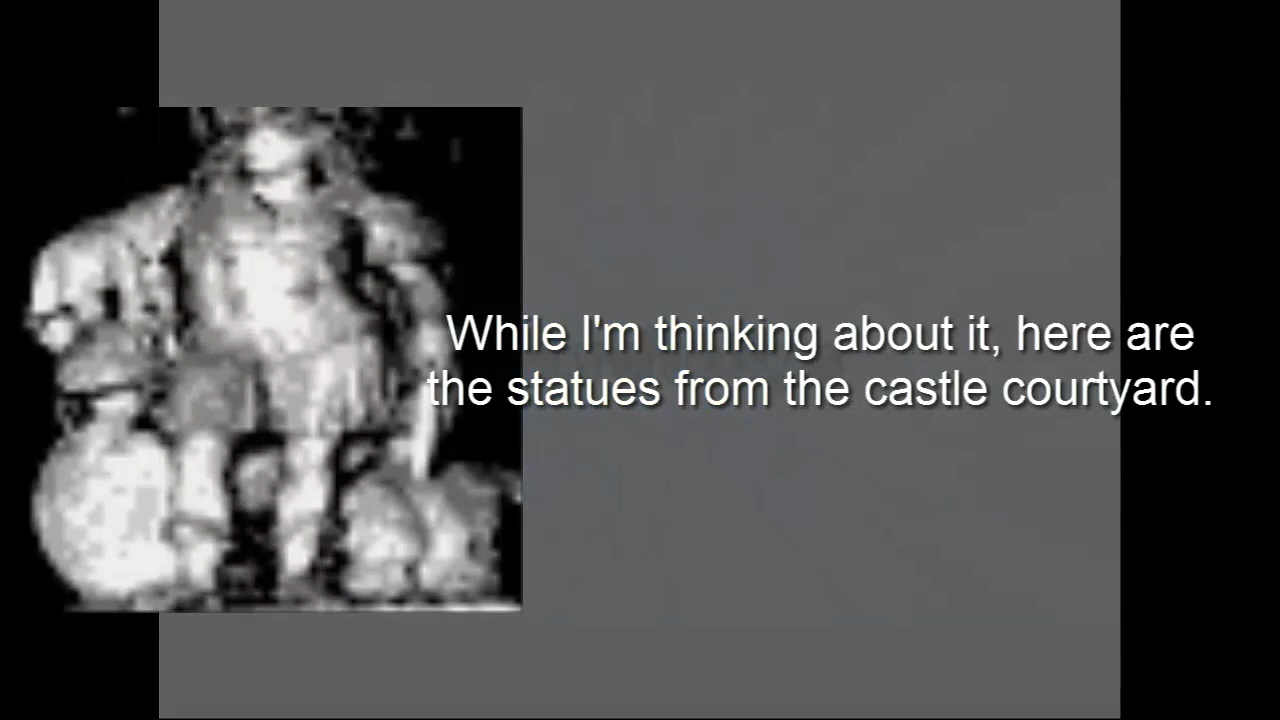 While I'm thinking about it, here are
the statues from the castle courtyard.